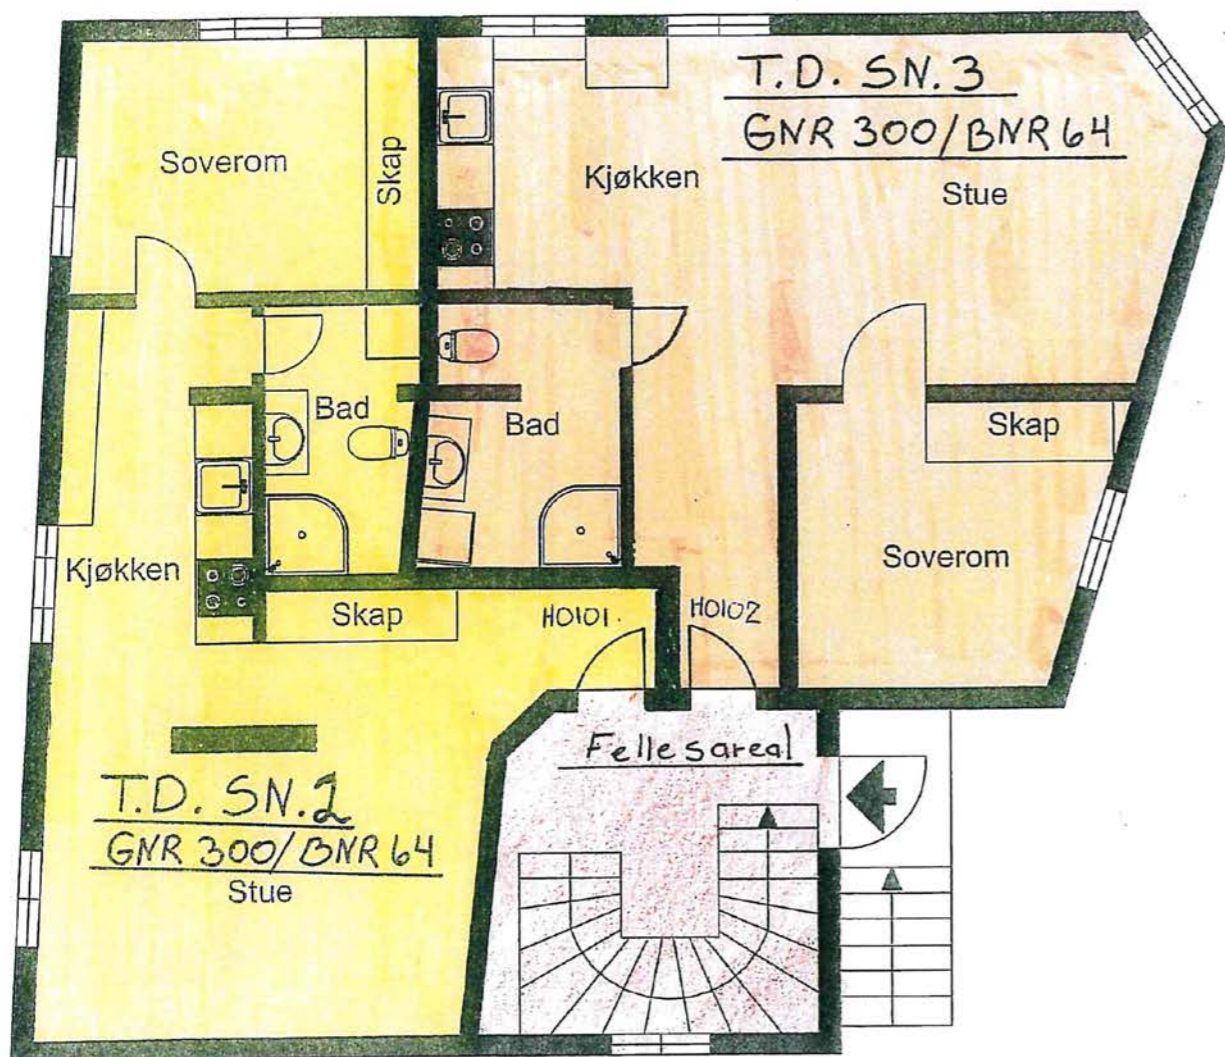 T.D. SN.3
GNR 300/BNR 64
Soverom
Skap
Kjøkken
Stue
Bad
Bad
Skap
Kjøkken
Soverom
Skap
H0101
H0102
Fellesareal
T.D. SN.2
GNR 300/BNR 64
Stue